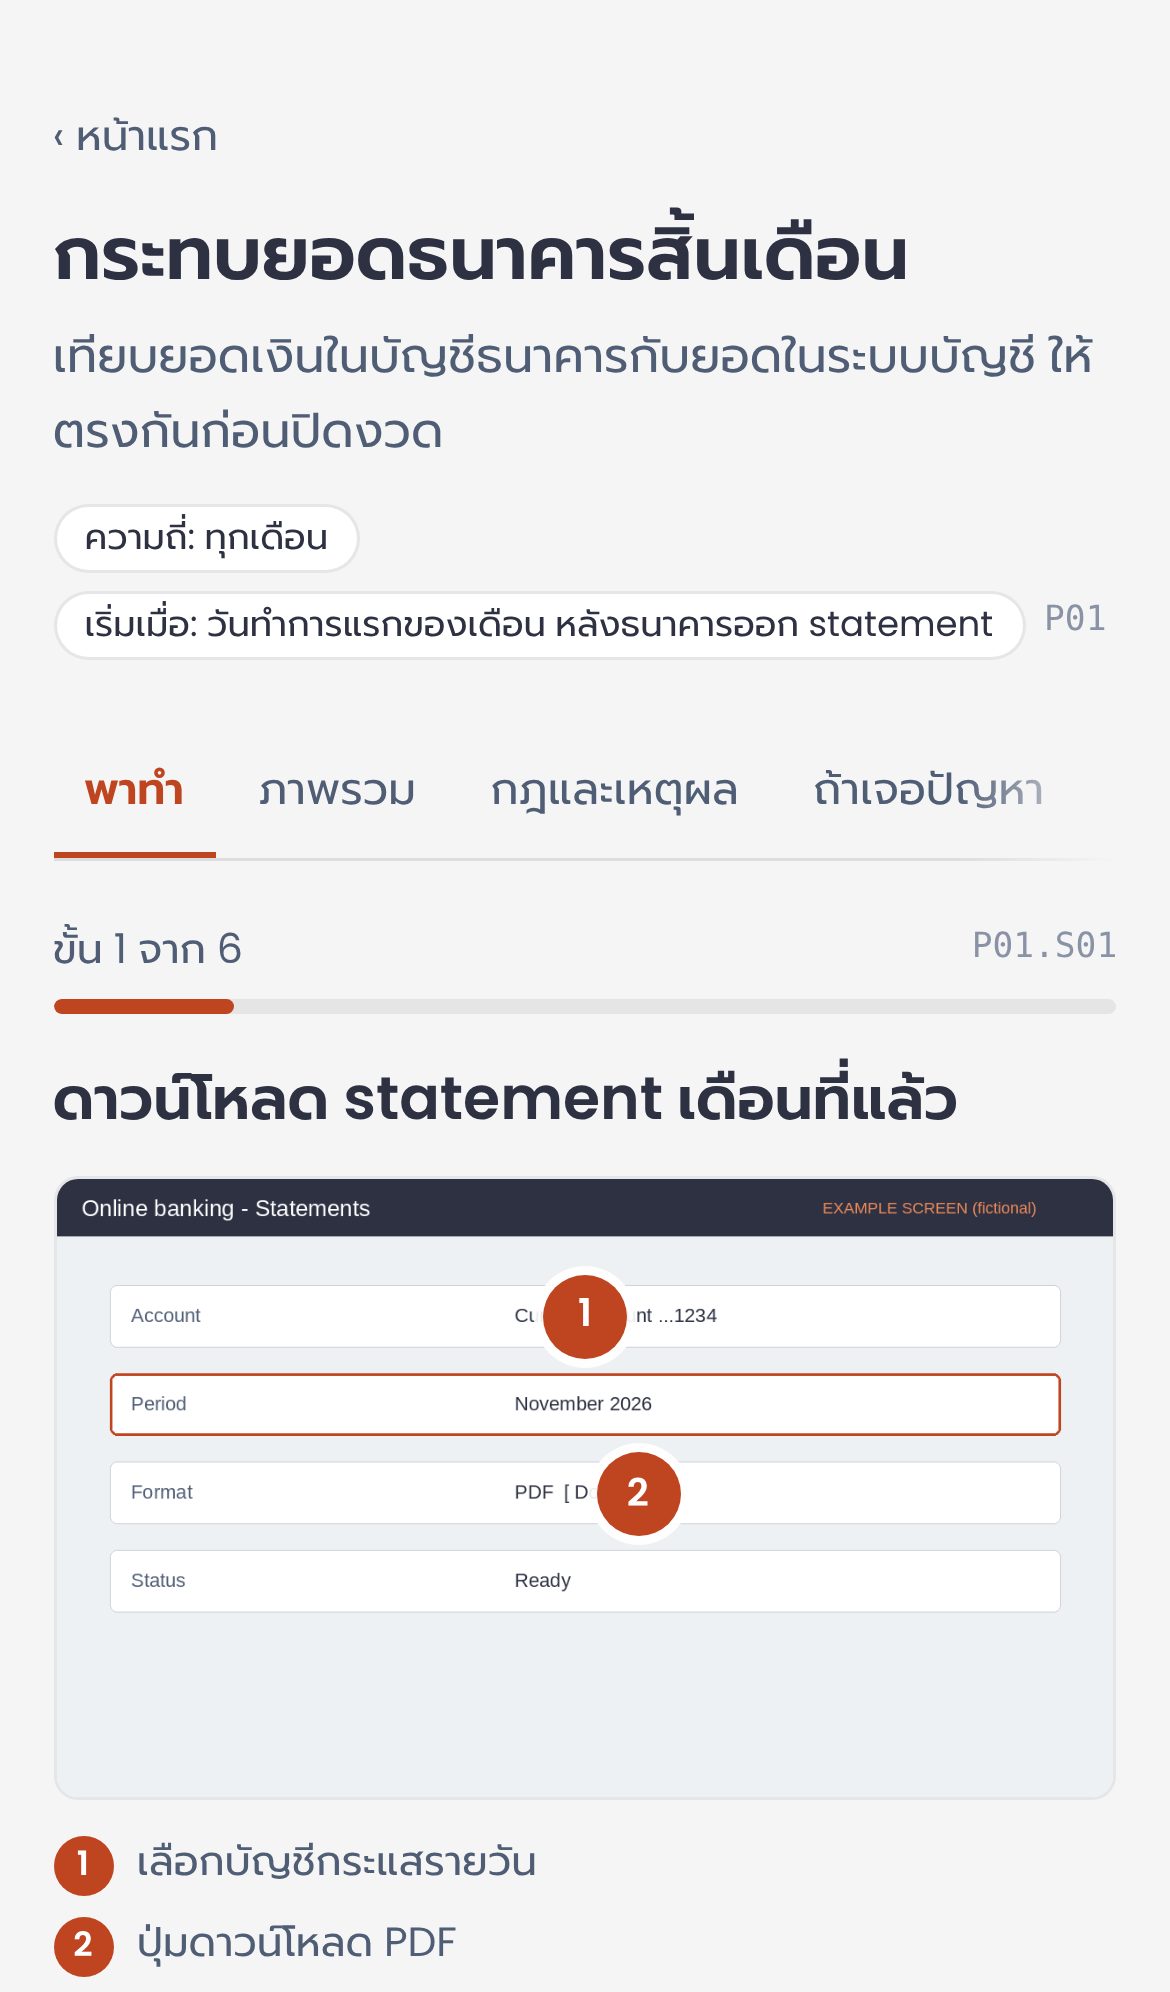 ‹ หน้าแรก
กระทบยอดธนาคารสิ้นเดือน
เทียบยอดเงินในบัญชีธนาคารกับยอดในระบบบัญชี ให้
ตรงกันก่อนปิดงวด
ความถี่: ทุกเดือน
เริ่มเมื่อ: วันทำการแรกของเดือน หลังธนาคารออก statement P01
พาทำ ภาพรวม กฎและเหตุผล ถ้าเจอปัญหา
ขั้น 1 จาก 6 P01.S01
ดาวน์โหลด statement เดือนที่แล้ว
Online banking - Statements EXAMPLE SCREEN (fictional)
Account 1 ...1234
Period November 2026
Format PDF [ 2
Status Ready
1 เลือกบัญชีกระแสรายวัน
2 ปุ่มดาวน์โหลด PDF